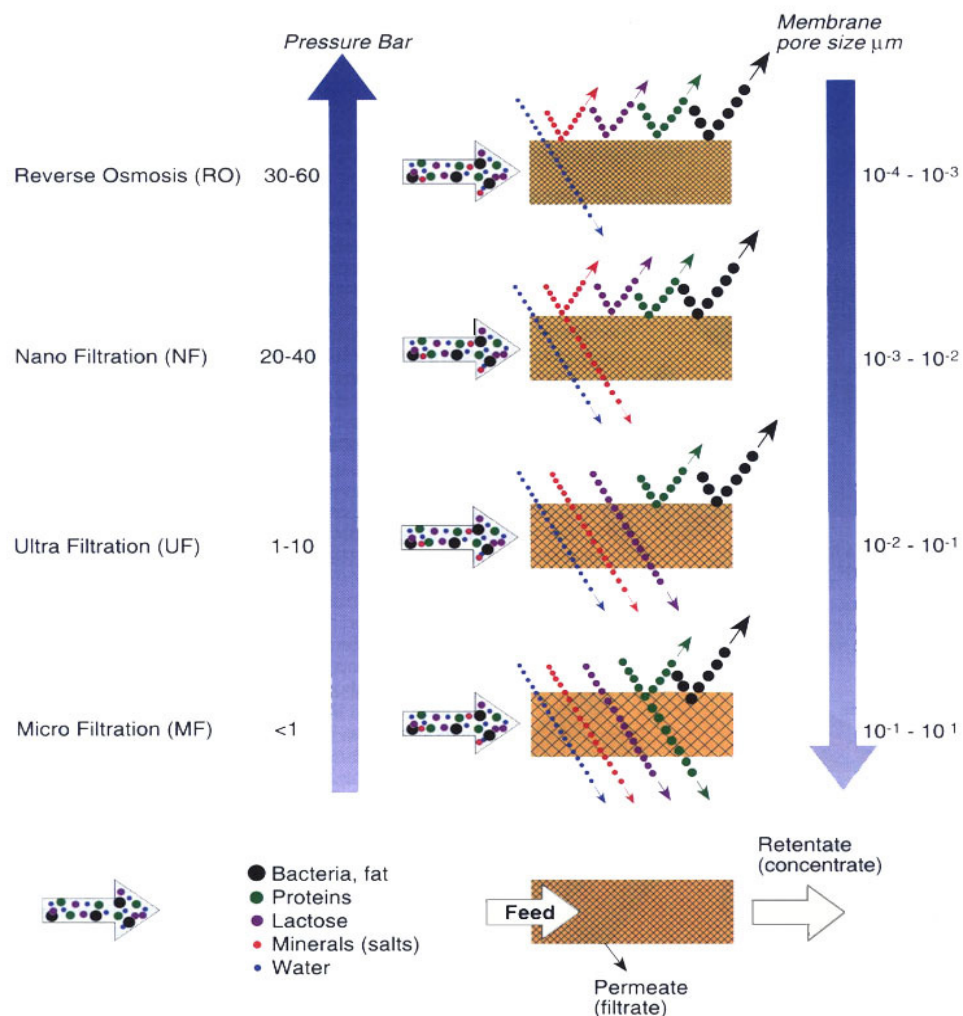 Pressure Bar
Membrane
pore size μm
Reverse Osmosis (RO) 30-60 10⁻⁴ - 10⁻³
Nano Filtration (NF) 20-40 10⁻³ - 10⁻²
Ultra Filtration (UF) 1-10 10⁻² - 10⁻¹
Micro Filtration (MF) <1 10⁻¹ - 10¹
Bacteria, fat
Proteins
Lactose
Minerals (salts)
Water
Feed
Retentate
(concentrate)
Permeate
(filtrate)